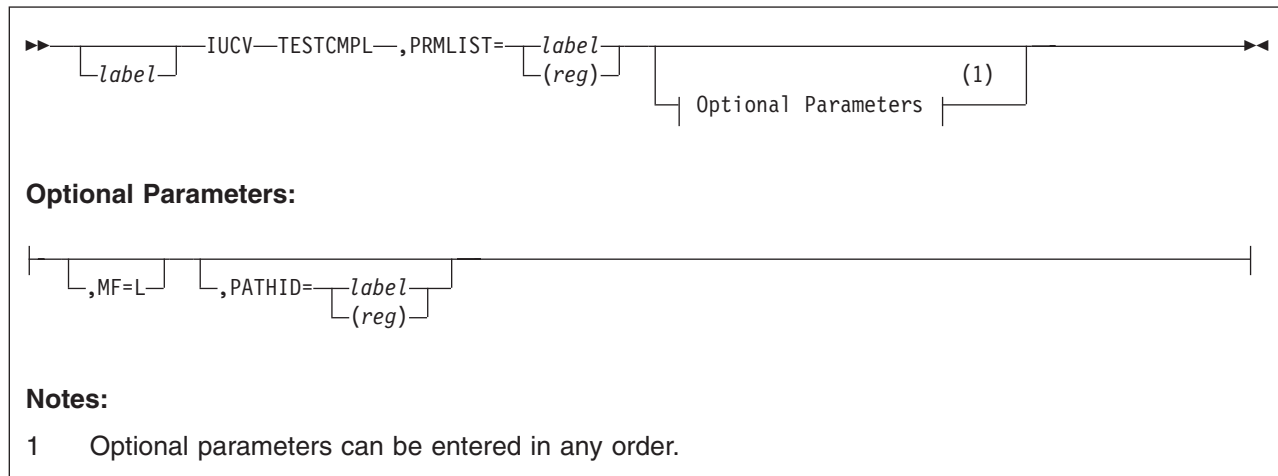 IUCV TESTCMPL ,PRMLIST= label
label (reg) (1)
Optional Parameters
Optional Parameters:
,MF=L ,PATHID= label
(reg)
Notes:
1 Optional parameters can be entered in any order.